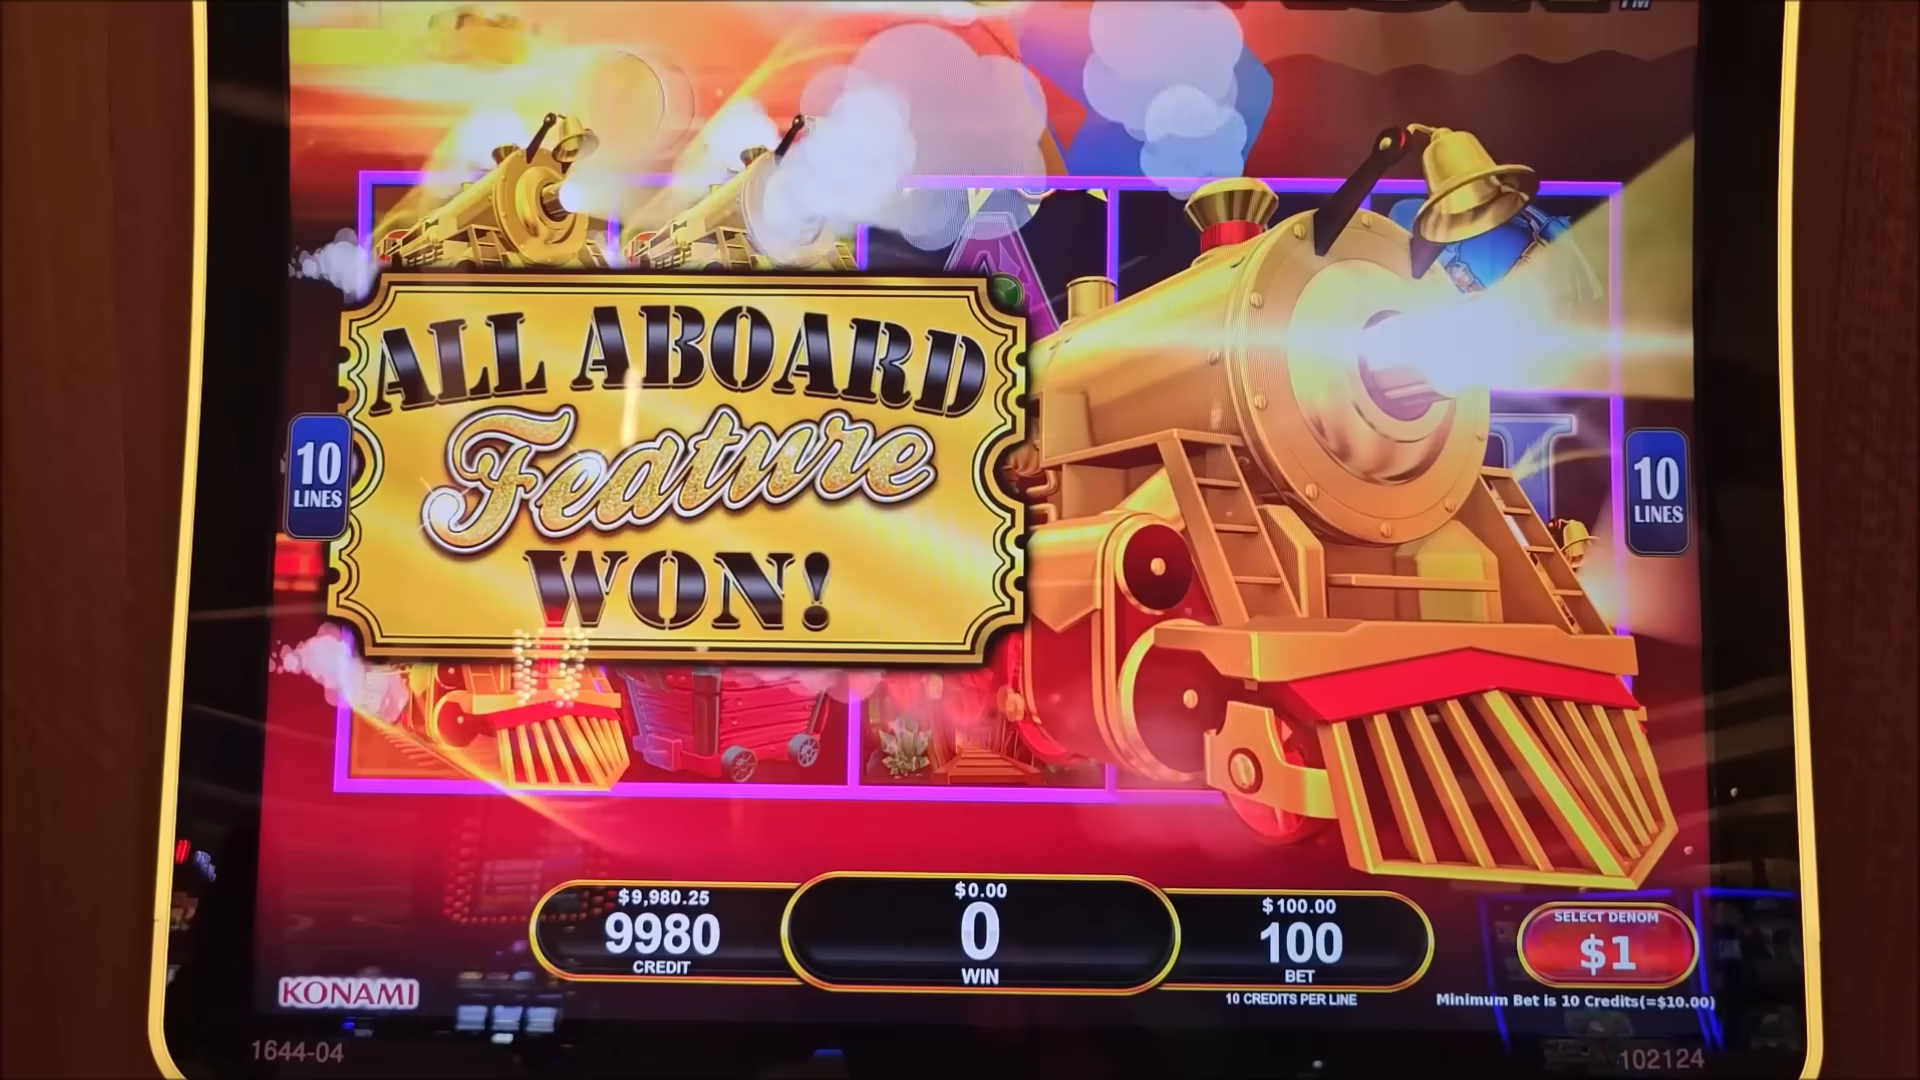 TM
ALL ABOARD
Feature
WON!
10
LINES
10
LINES
$9,980.25
9980
CREDIT
$0.00
0
WIN
$100.00
100
BET
10 CREDITS PER LINE
SELECT DENOM
$1
Minimum Bet is 10 Credits(=$10.00)
KONAMI
1644-04
102124